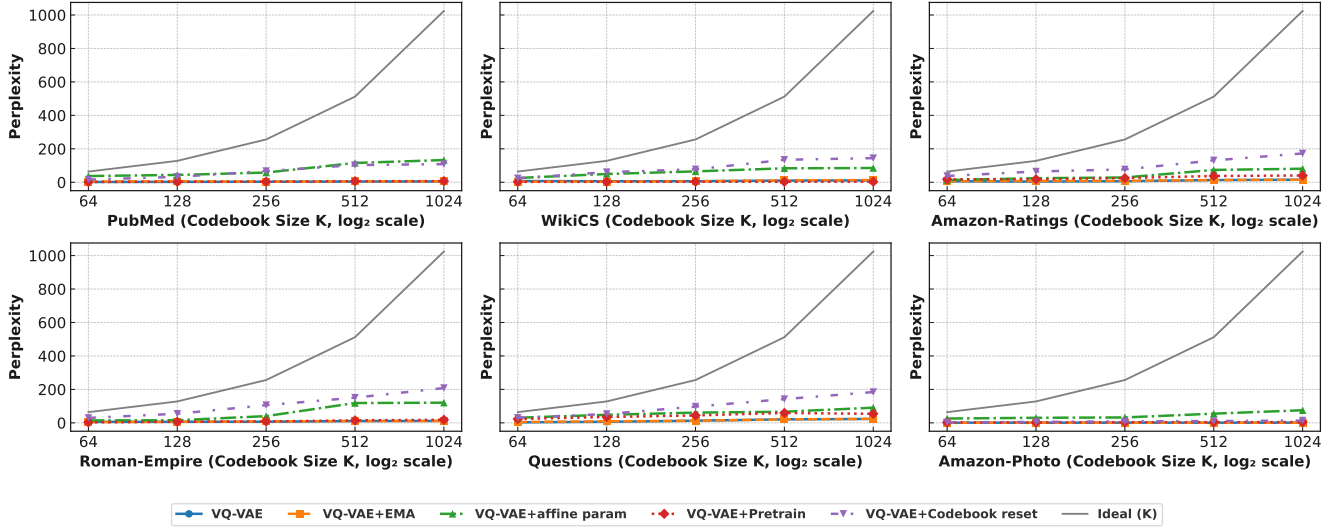 1000
800
600
400
200
0
Perplexity
64 128 256 512 1024
PubMed (Codebook Size K, log₂ scale)
Perplexity
64 128 256 512 1024
WikiCS (Codebook Size K, log₂ scale)
Perplexity
64 128 256 512 1024
Amazon-Ratings (Codebook Size K, log₂ scale)
1000
800
600
400
200
0
Perplexity
64 128 256 512 1024
Roman-Empire (Codebook Size K, log₂ scale)
Perplexity
64 128 256 512 1024
Questions (Codebook Size K, log₂ scale)
Perplexity
64 128 256 512 1024
Amazon-Photo (Codebook Size K, log₂ scale)
VQ-VAE VQ-VAE+EMA VQ-VAE+affine param VQ-VAE+Pretrain VQ-VAE+Codebook reset Ideal (K)